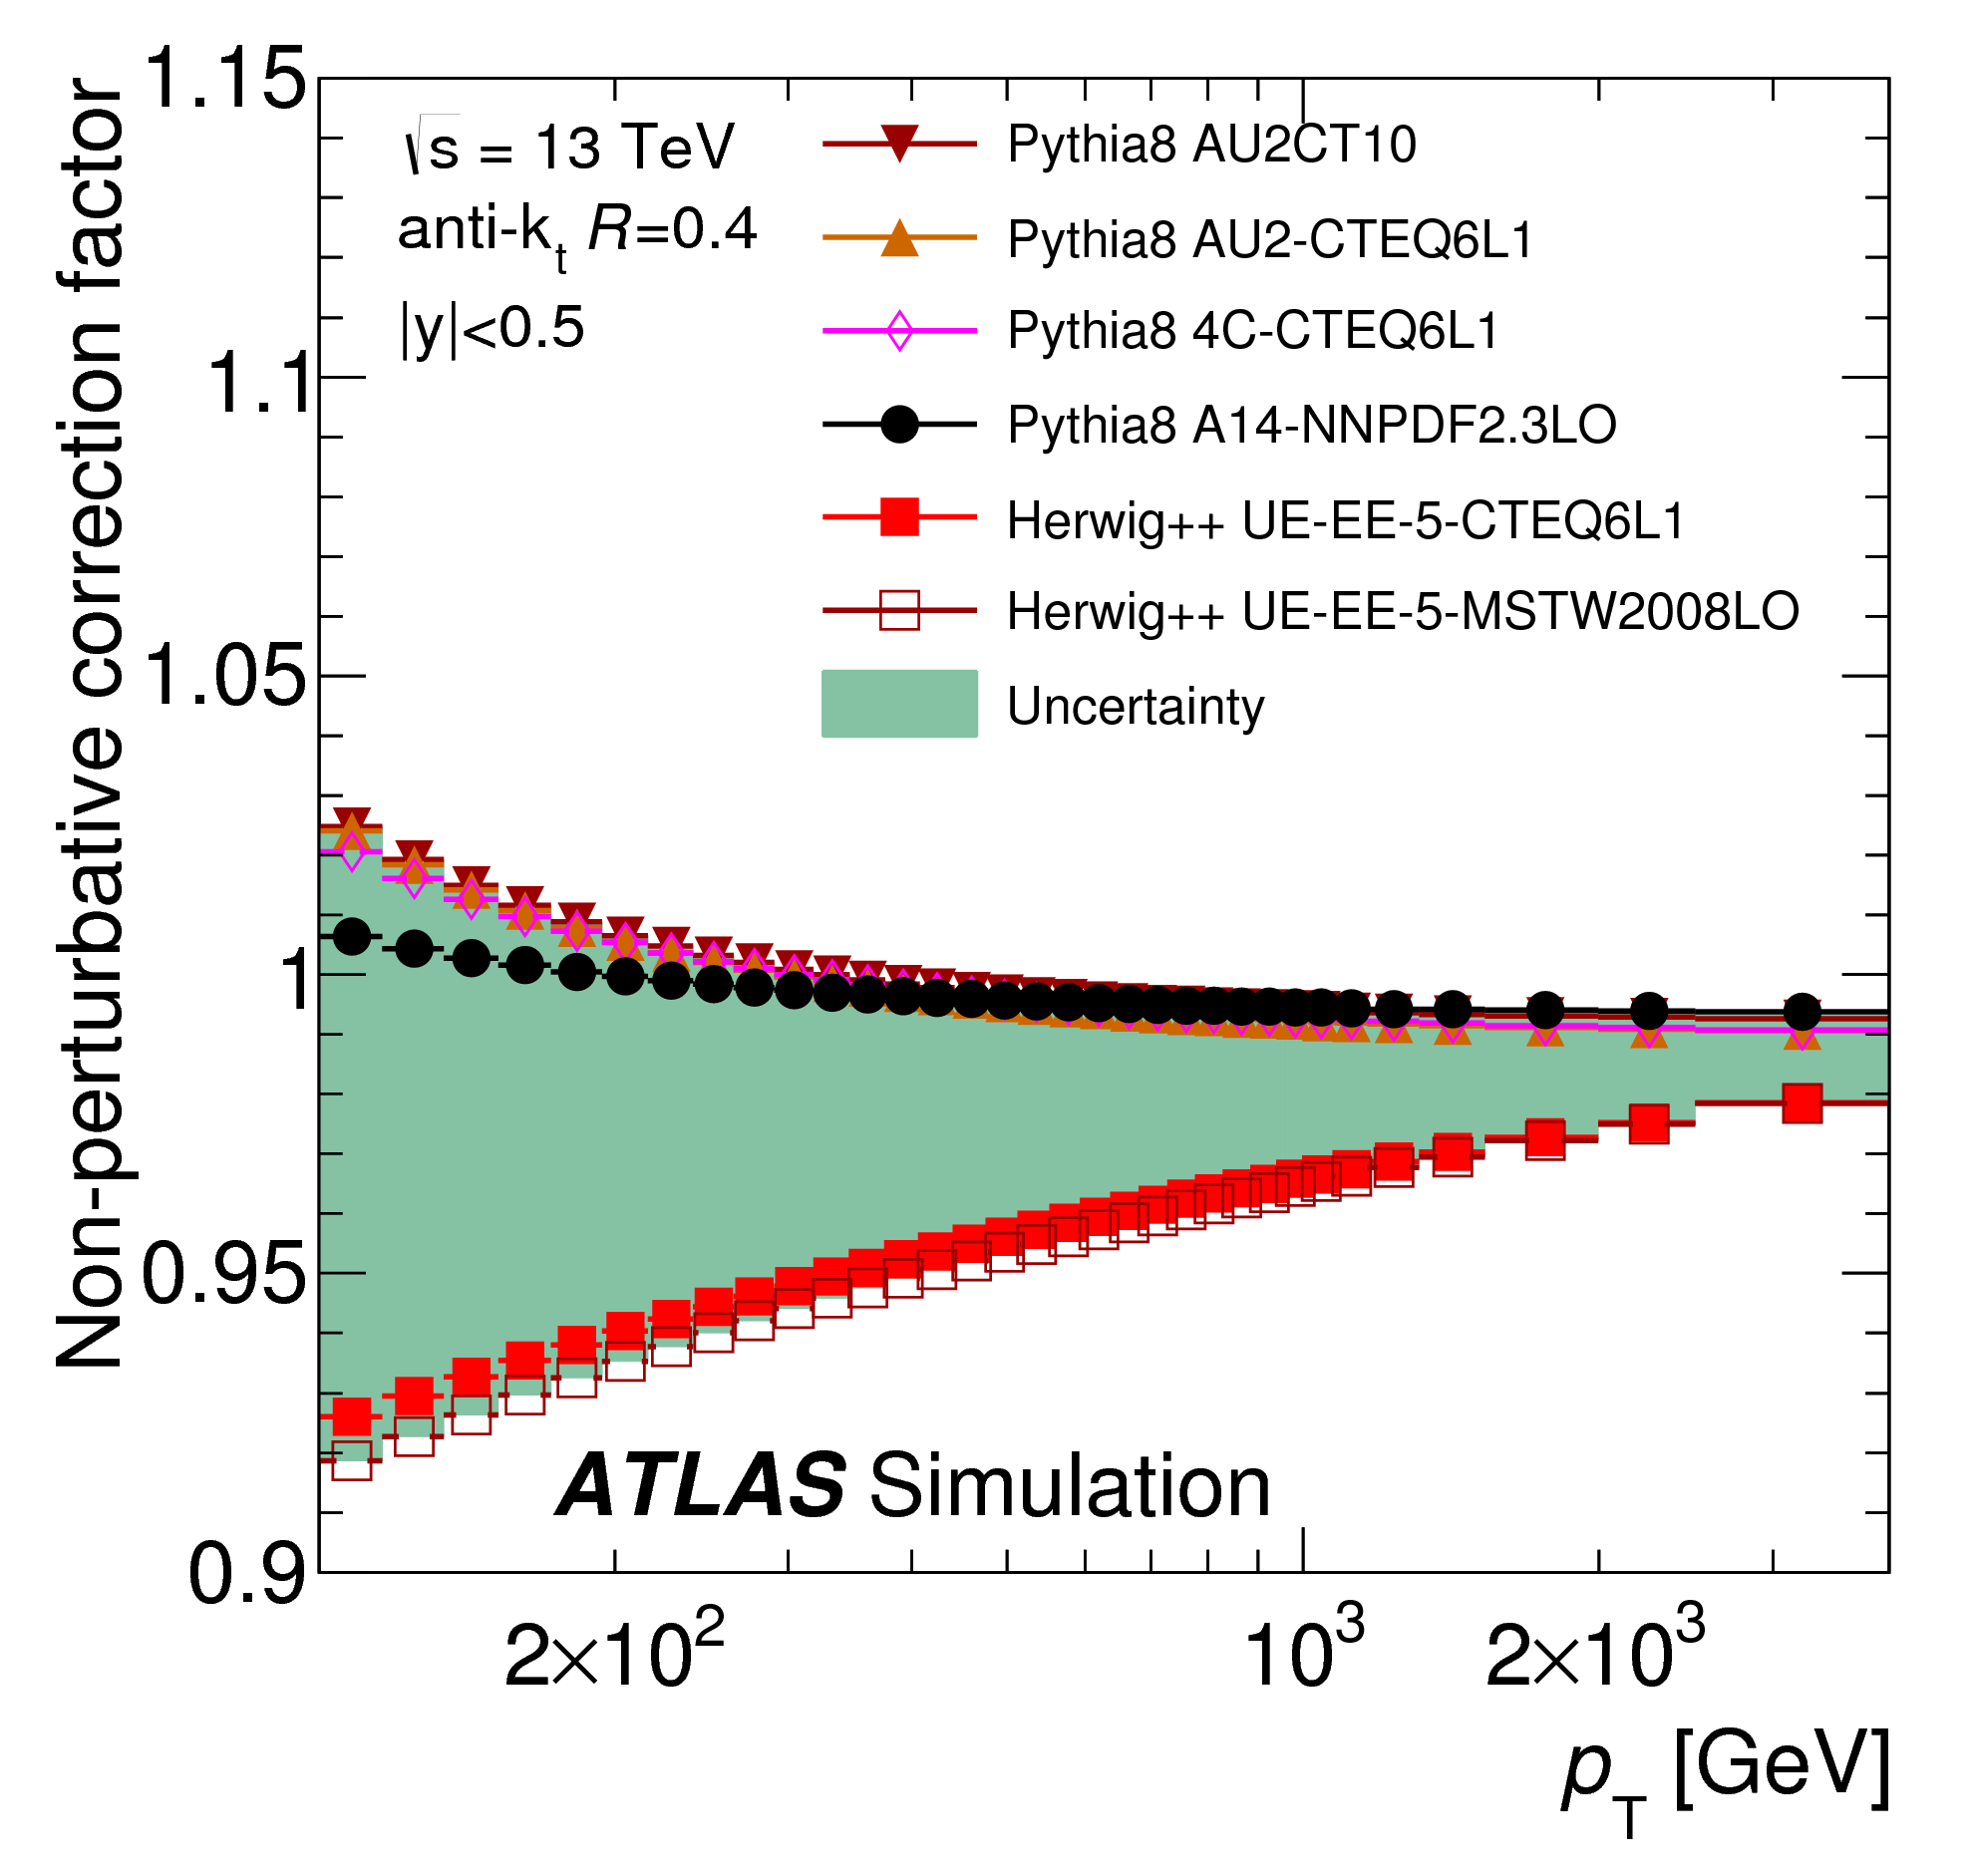 Non-perturbative correction factor
1.15
1.1
1.05
1
0.95
0.9
√s = 13 TeV
anti-kt R=0.4
|y|<0.5
Pythia8 AU2CT10
Pythia8 AU2-CTEQ6L1
Pythia8 4C-CTEQ6L1
Pythia8 A14-NNPDF2.3LO
Herwig++ UE-EE-5-CTEQ6L1
Herwig++ UE-EE-5-MSTW2008LO
Uncertainty
ATLAS Simulation
2×10² 10³ 2×10³
pT [GeV]